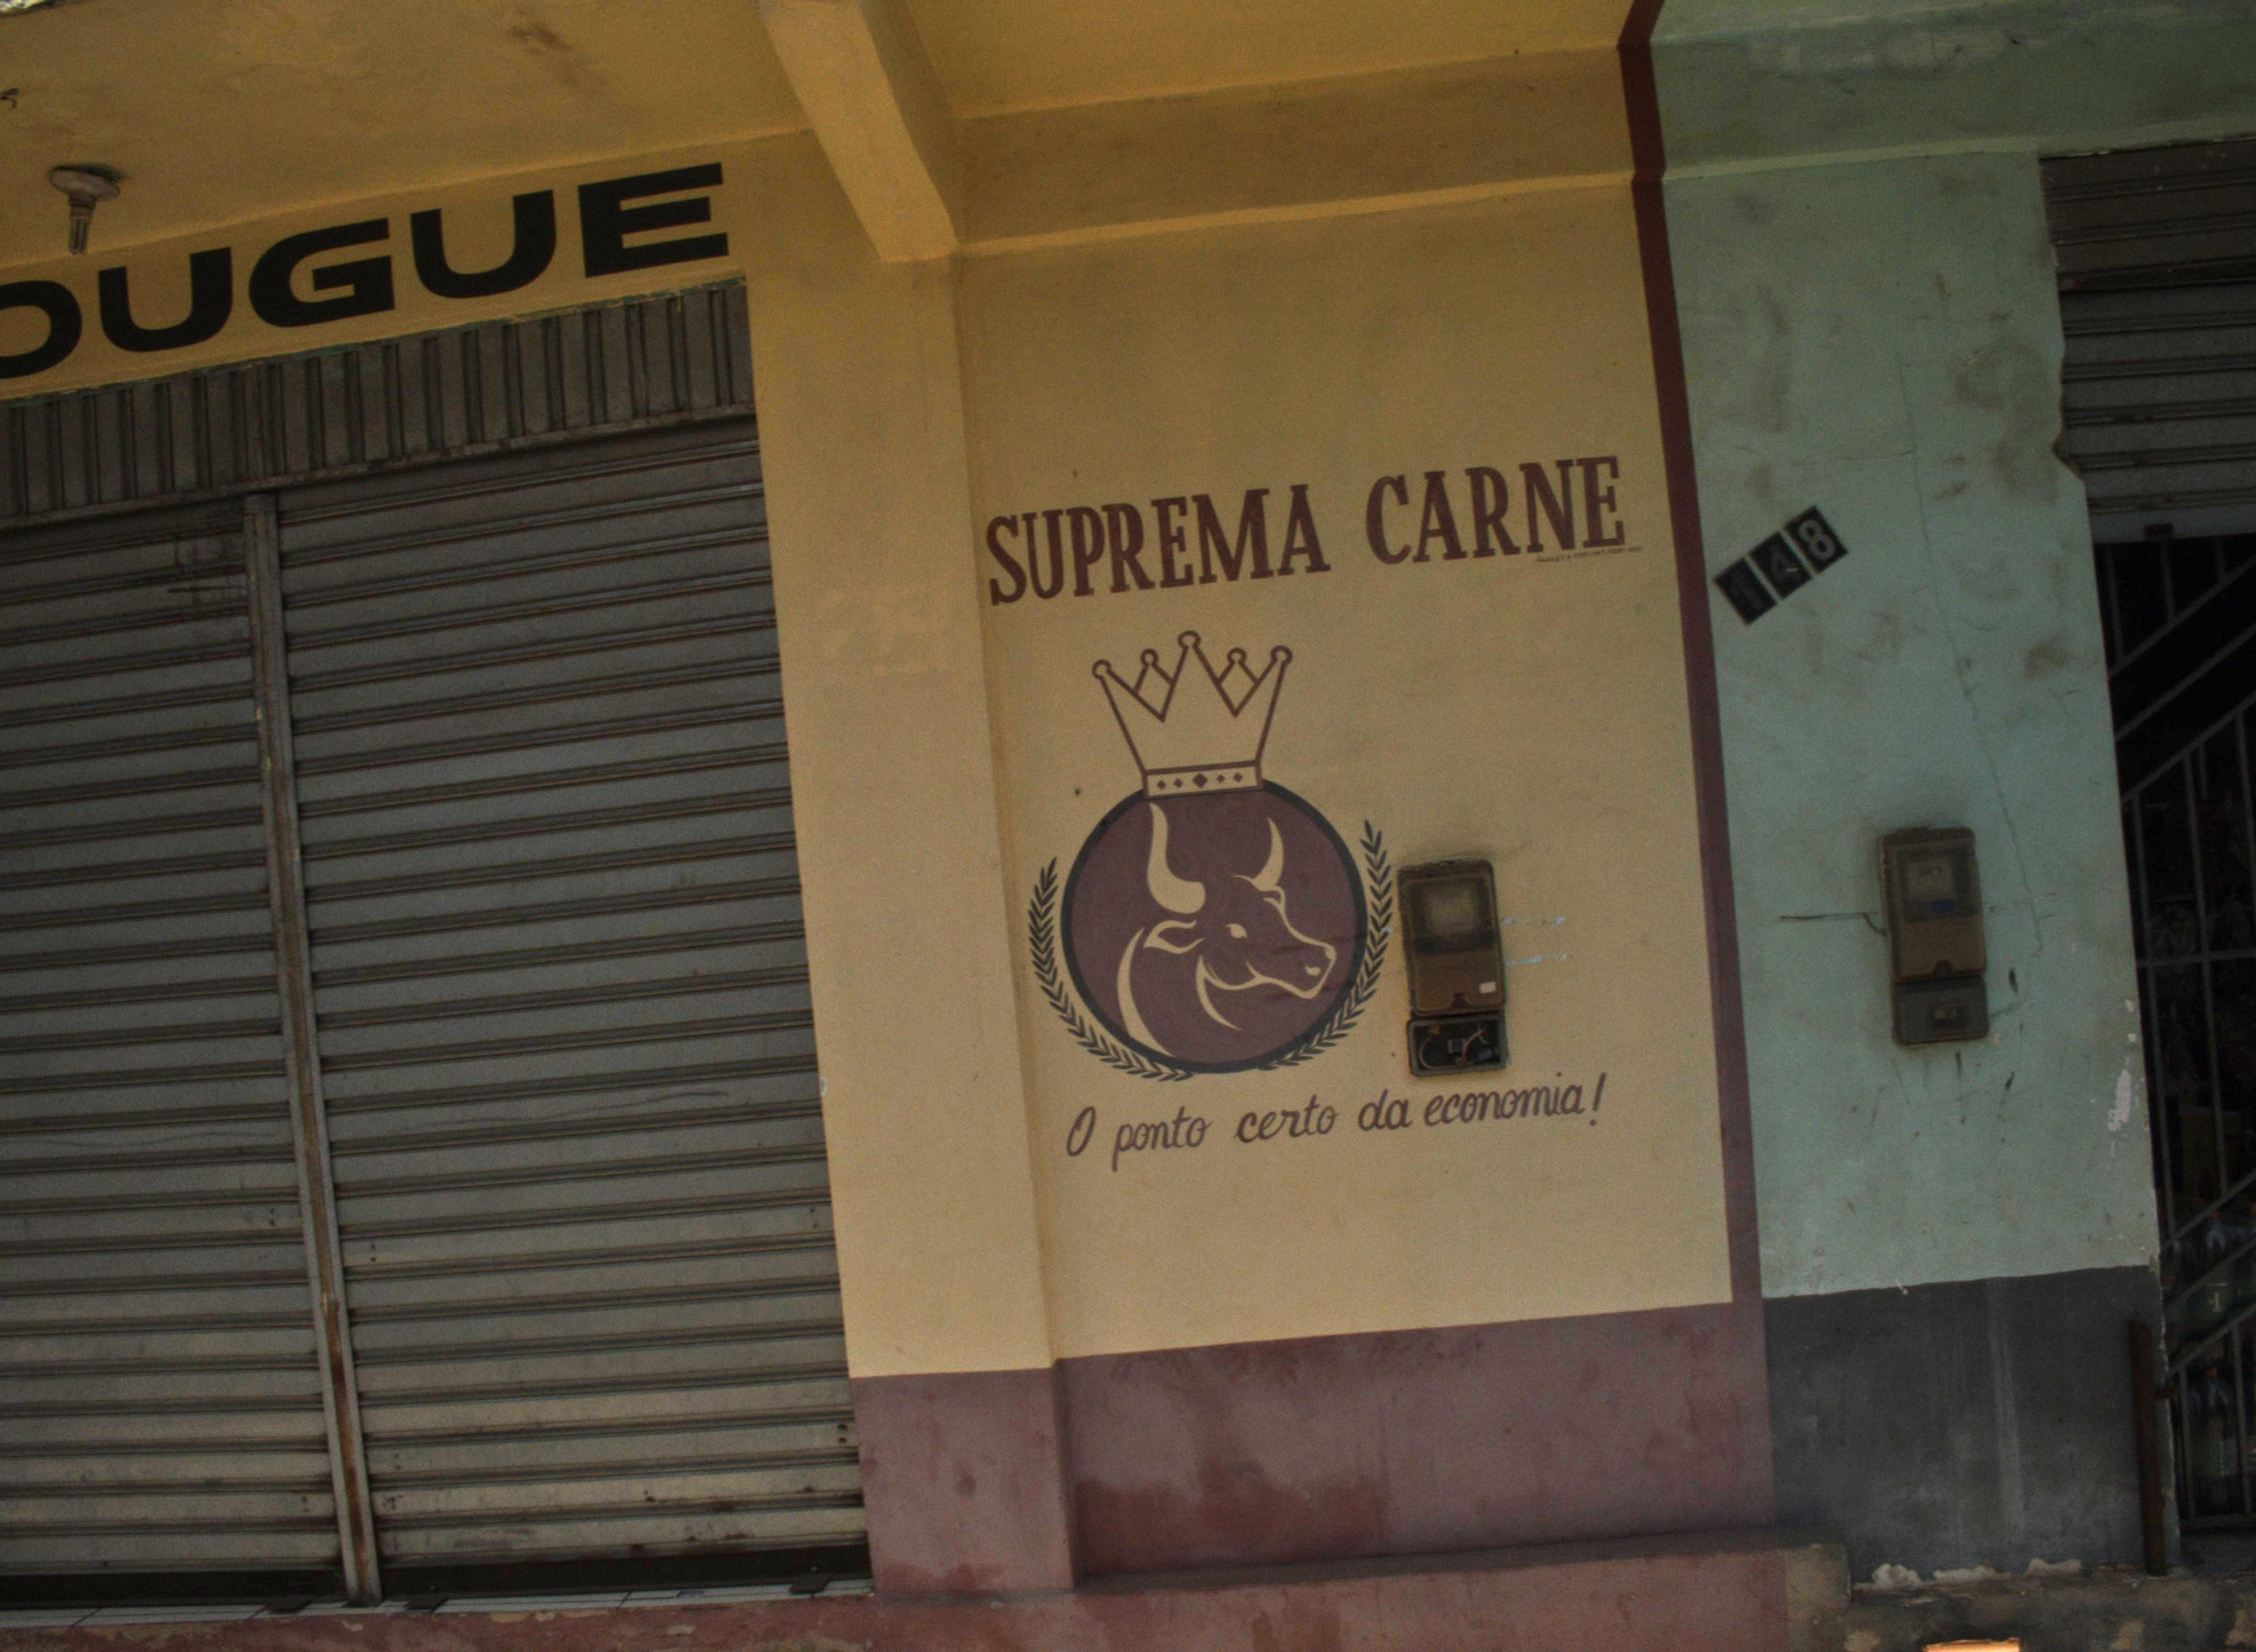 OUGUE
SUPREMA CARNE
148
O ponto certo da economia!